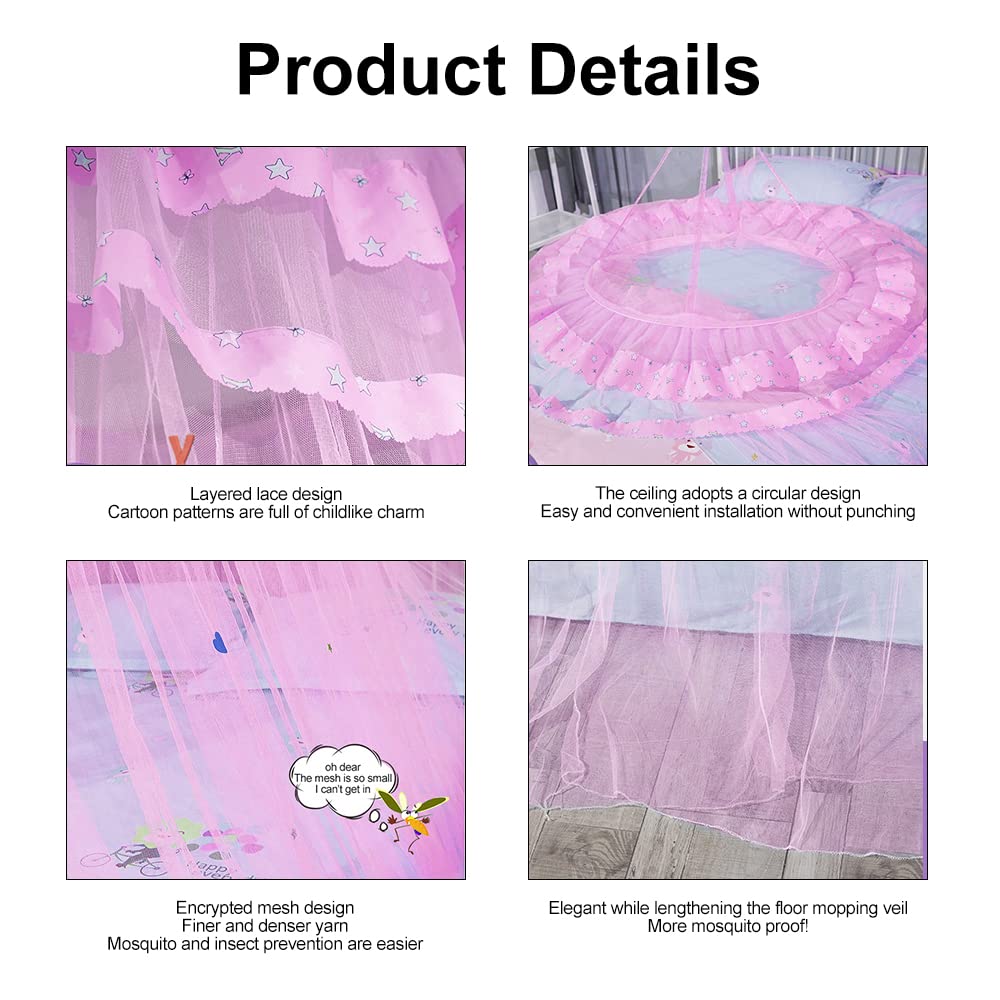 Product Details
Layered lace design
Cartoon patterns are full of childlike charm
The ceiling adopts a circular design
Easy and convenient installation without punching
oh dear
The mesh is so small
I can't get in
Encrypted mesh design
Finer and denser yarn
Mosquito and insect prevention are easier
Elegant while lengthening the floor mopping veil
More mosquito proof!